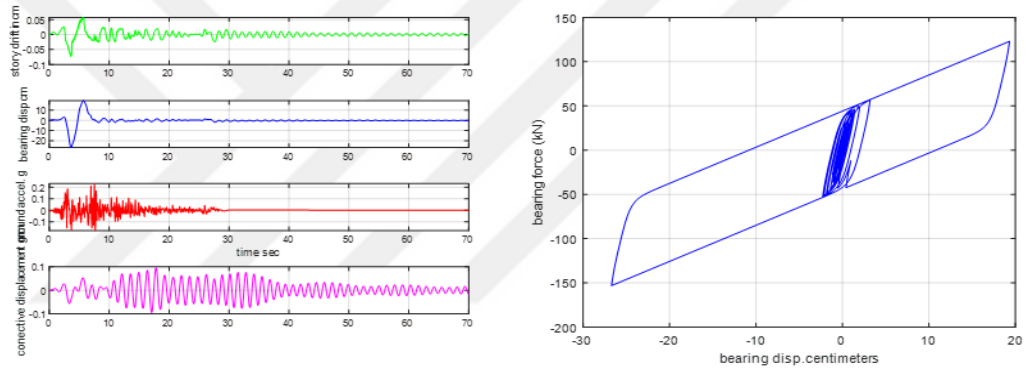 story drift in cm
0.05
0
-0.05
-0.1
0 10 20 30 40 50 60 70
bearing disp cm
10
0
-10
-20
0 10 20 30 40 50 60 70
accel. g
0.2
0.1
0
-0.1
0 10 20 30 40 50 60 70
time sec
conective displacement
0.1
0
-0.1
0 10 20 30 40 50 60 70
bearing force (kN)
150
100
50
0
-50
-100
-150
-200
-30 -20 -10 0 10 20
bearing disp.centimeters